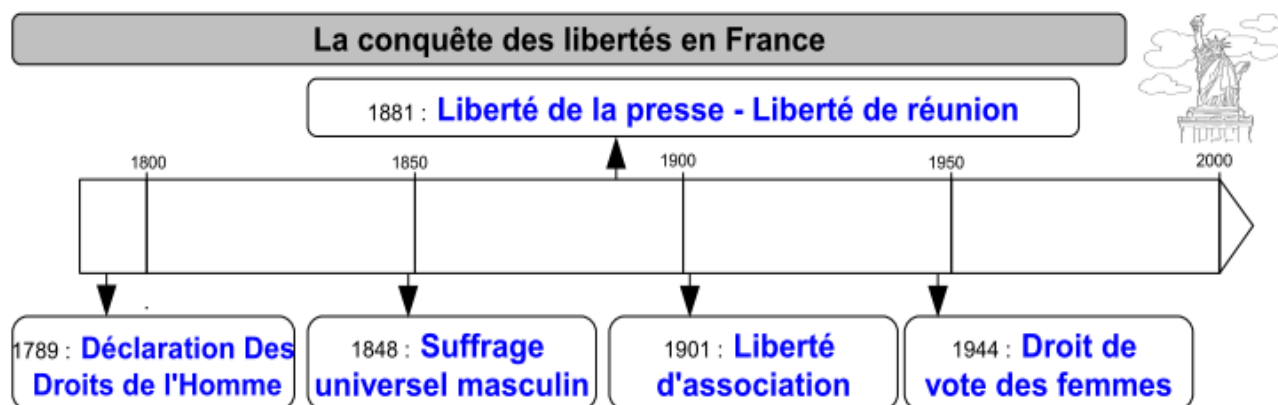 La conquête des libertés en France
1881 : Liberté de la presse - Liberté de réunion
1800 1850 1900 1950 2000
1789 : Déclaration Des
Droits de l'Homme
1848 : Suffrage
universel masculin
1901 : Liberté
d'association
1944 : Droit de
vote des femmes